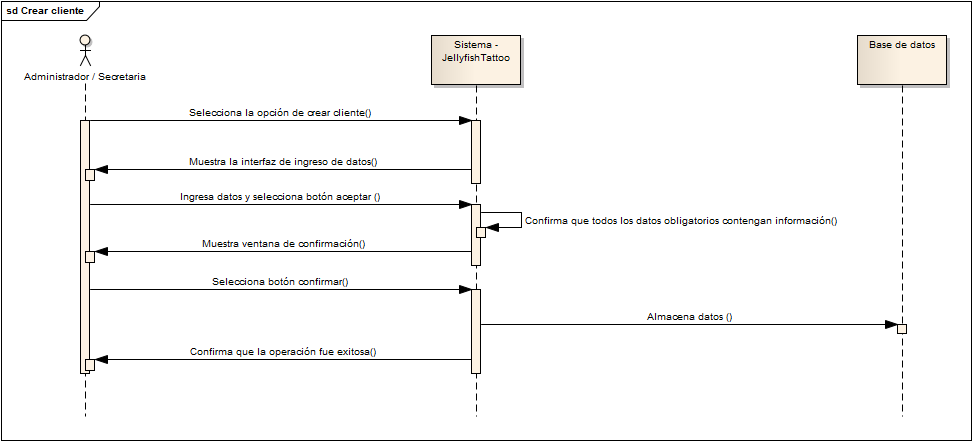 sd Crear cliente
Administrador / Secretaria
Sistema -
JellyfishTattoo
Base de datos
Selecciona la opción de crear cliente()
Muestra la interfaz de ingreso de datos()
Ingresa datos y selecciona botón aceptar ()
Confirma que todos los datos obligatorios contengan información()
Muestra ventana de confirmación()
Selecciona botón confirmar()
Almacena datos ()
Confirma que la operación fue exitosa()